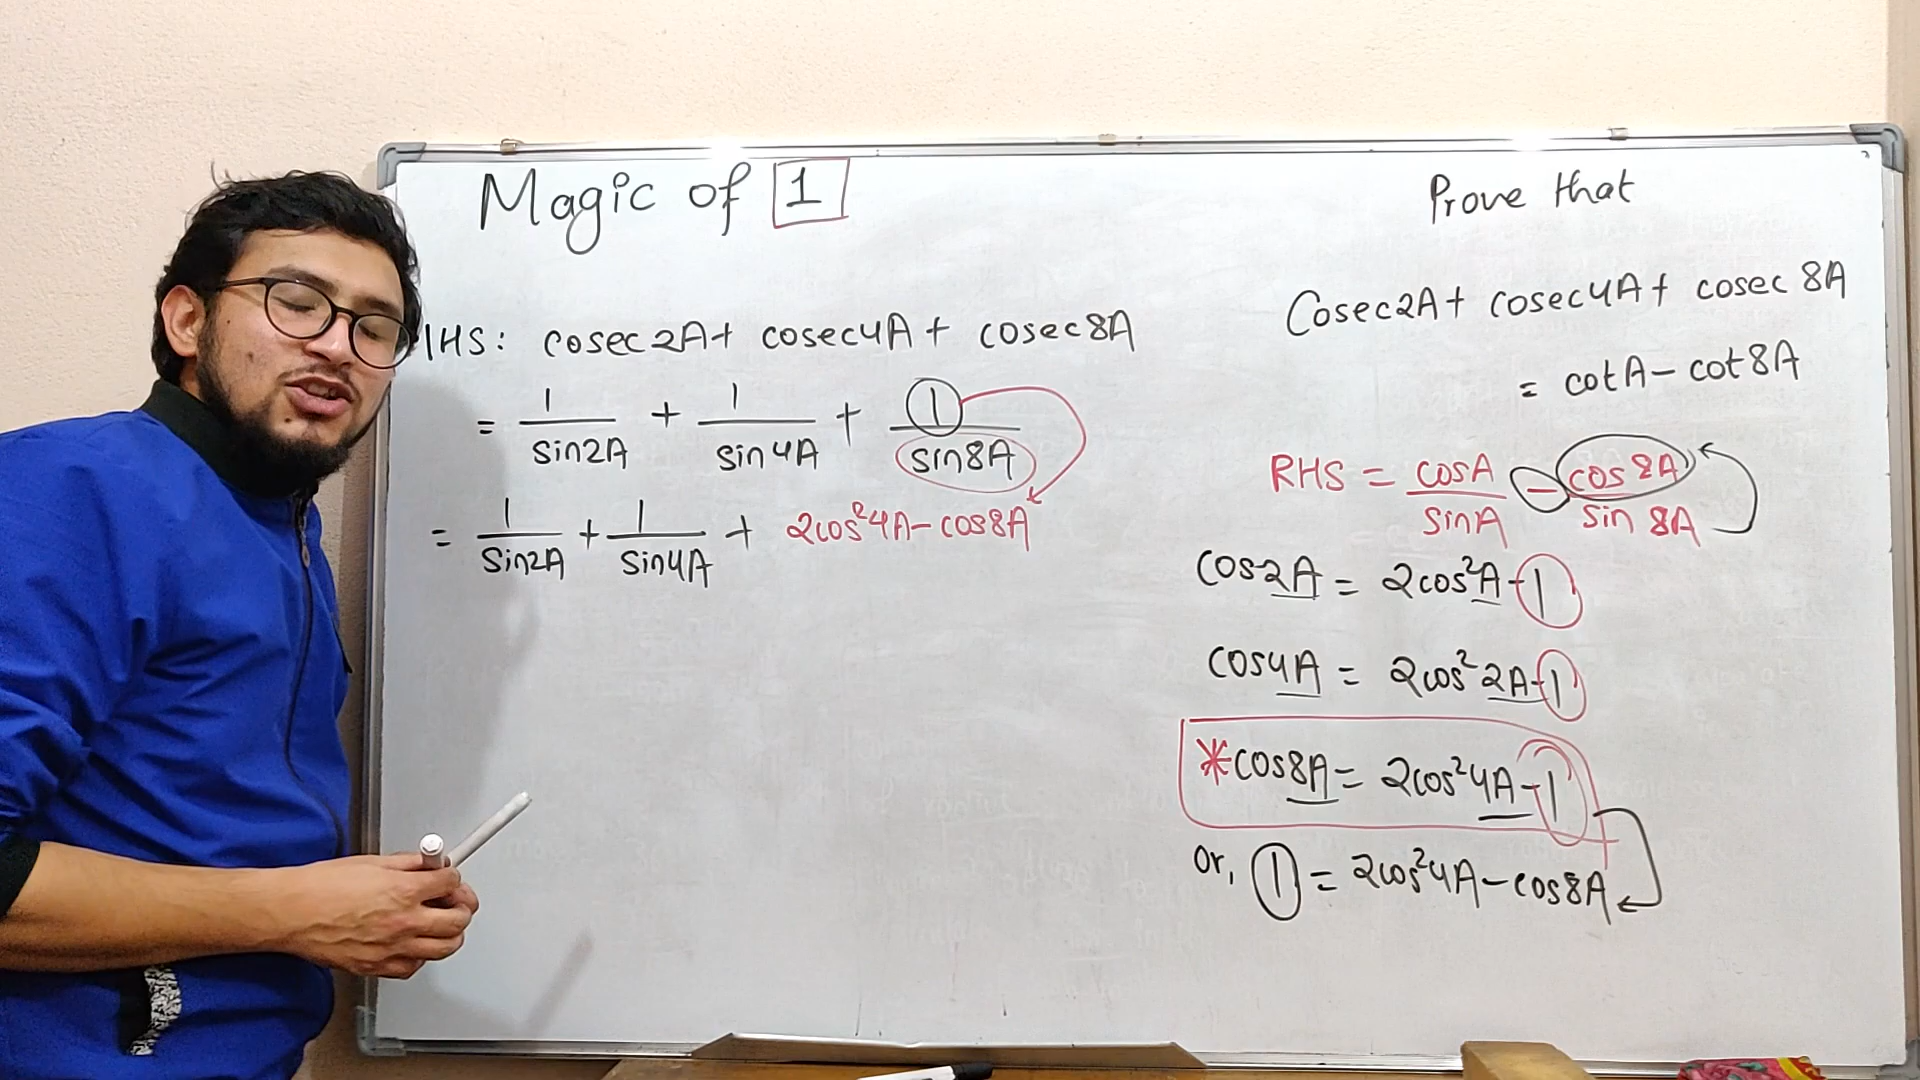 Magic of 1
LHS: cosec2A + cosec4A + cosec8A
= 1/sin2A + 1/sin4A + 1/sin8A
= 1/sin2A + 1/sin4A + 2cos²4A - cos8A
Prove that
Cosec2A + cosec4A + cosec 8A
= cotA - cot8A
RHS = cosA/sinA - cos8A/sin 8A
cos2A = 2cos²A - 1
cos4A = 2cos²2A - 1
*cos8A = 2cos²4A - 1
or, 1 = 2cos²4A - cos8A